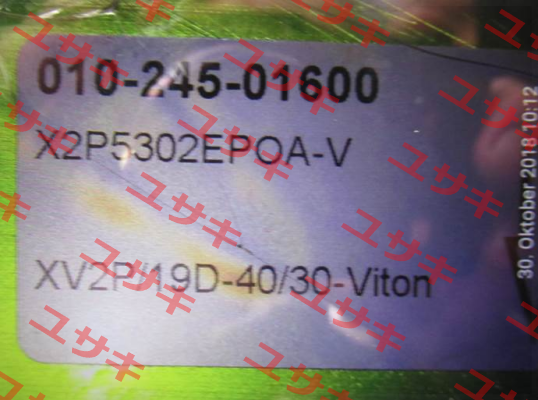 010-245-01600
X2P5302EPOA-V
XV2P/19D-40/30-Viton
30. Oktober 2018 10:12
ユサキ